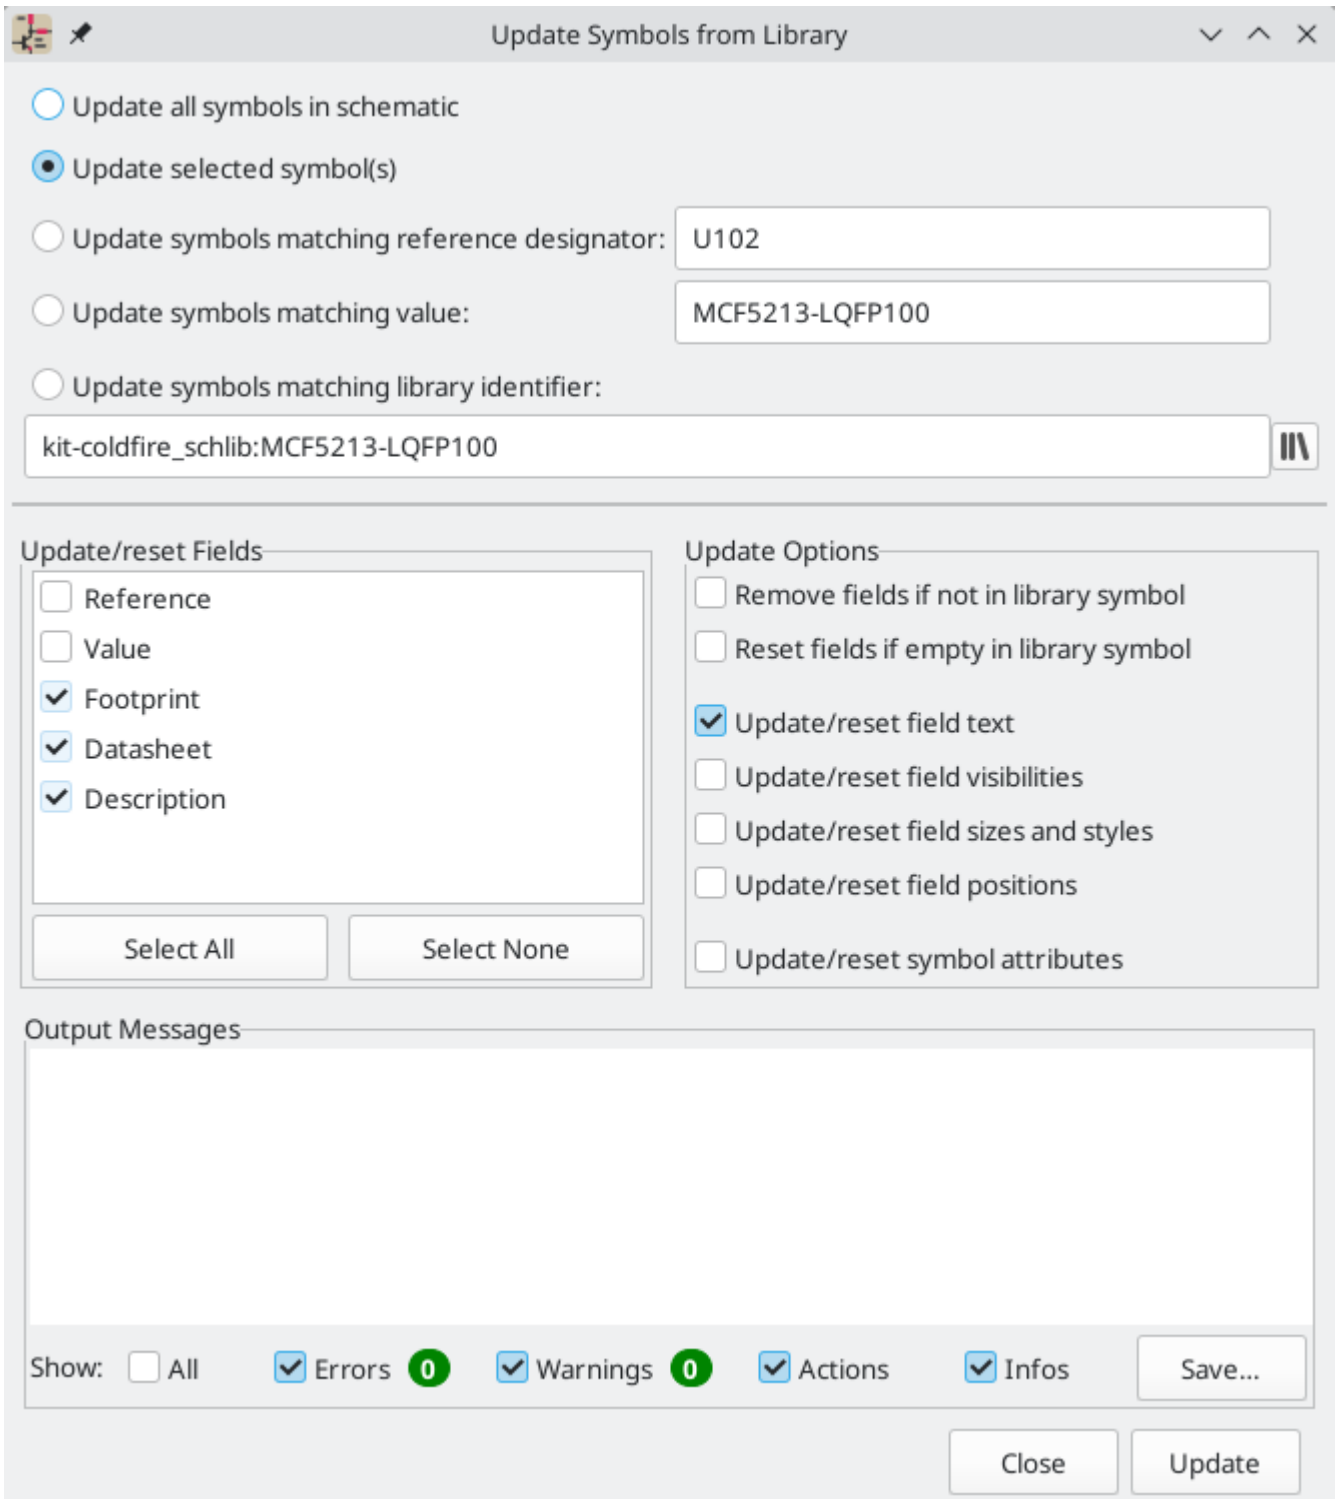 Update Symbols from Library
Update all symbols in schematic
Update selected symbol(s)
Update symbols matching reference designator: U102
Update symbols matching value: MCF5213-LQFP100
Update symbols matching library identifier:
kit-coldfire_schlib:MCF5213-LQFP100
Update/reset Fields
Reference
Value
Footprint
Datasheet
Description
Select All Select None
Update Options
Remove fields if not in library symbol
Reset fields if empty in library symbol
Update/reset field text
Update/reset field visibilities
Update/reset field sizes and styles
Update/reset field positions
Update/reset symbol attributes
Output Messages
Show: All Errors 0 Warnings 0 Actions Infos Save...
Close Update